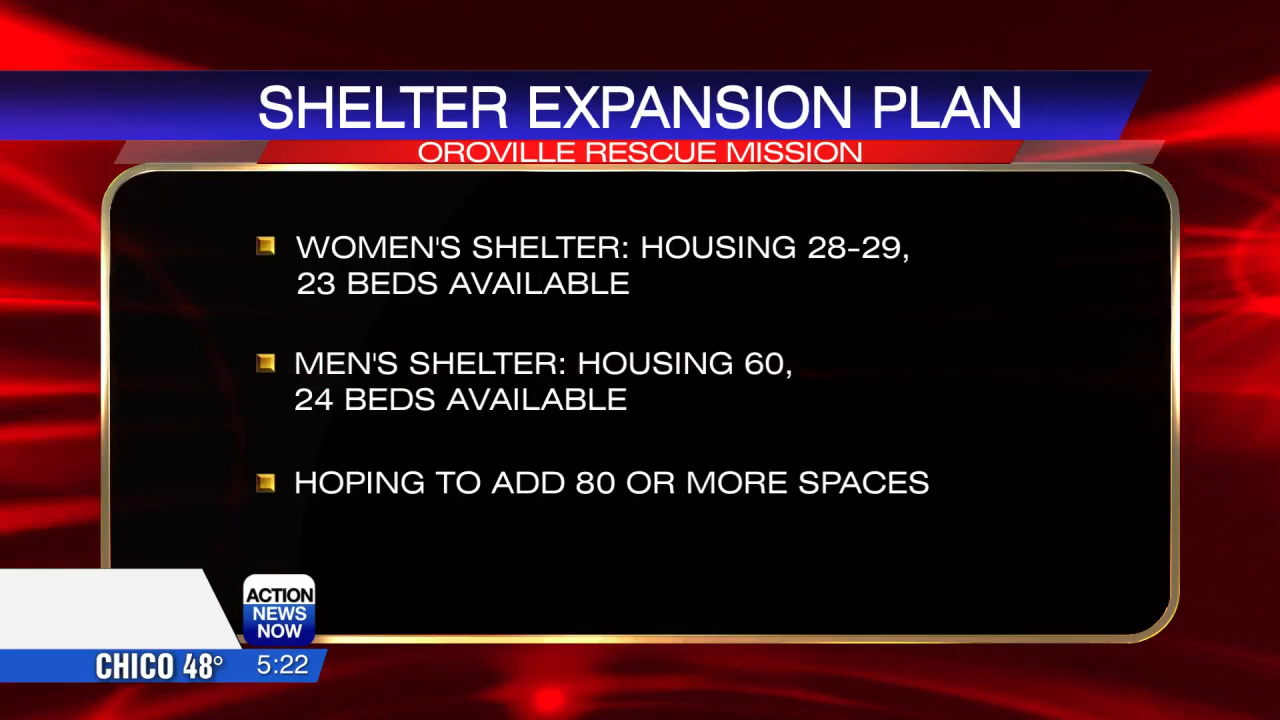 SHELTER EXPANSION PLAN
OROVILLE RESCUE MISSION
WOMEN'S SHELTER: HOUSING 28-29,
23 BEDS AVAILABLE
MEN'S SHELTER: HOUSING 60,
24 BEDS AVAILABLE
HOPING TO ADD 80 OR MORE SPACES
ACTION
NEWS
NOW
CHICO 48° 5:22